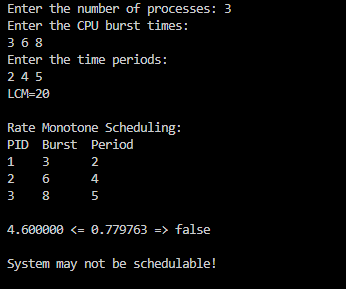 Enter the number of processes: 3
Enter the CPU burst times:
3 6 8
Enter the time periods:
2 4 5
LCM=20
Rate Monotone Scheduling:
PID Burst Period
1 3 2
2 6 4
3 8 5
4.600000 <= 0.779763 => false
System may not be schedulable!